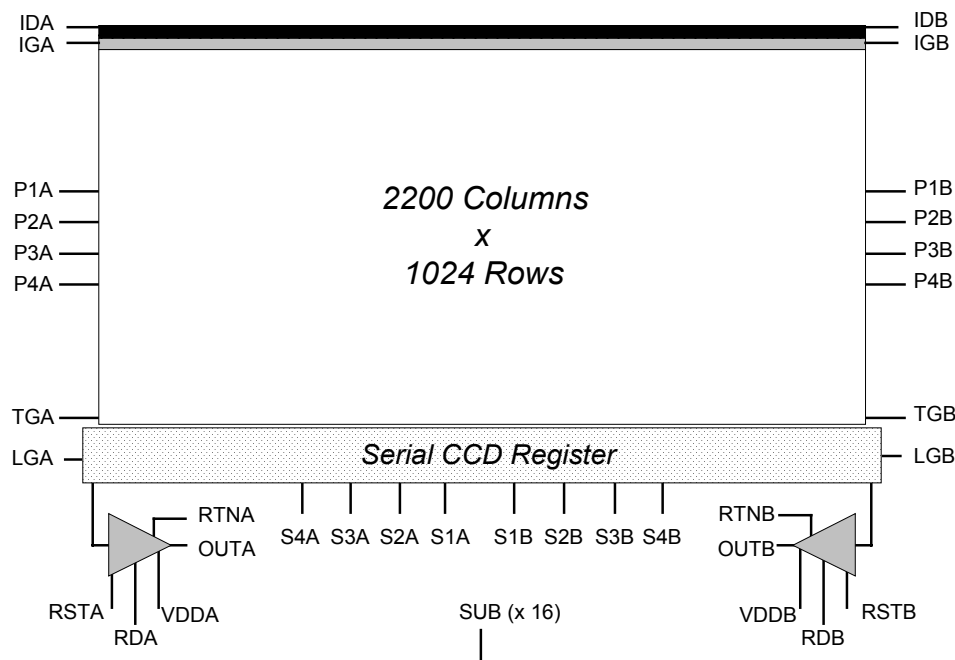 IDA IDB
IGA IGB
P1A 2200 Columns P1B
P2A x P2B
P3A P3B
P4A 1024 Rows P4B
TGA TGB
LGA Serial CCD Register LGB
RTNA RTNB
OUTA S4A S3A S2A S1A S1B S2B S3B S4B OUTB
RSTA VDDA SUB (x 16) VDDB RSTB
RDA RDB